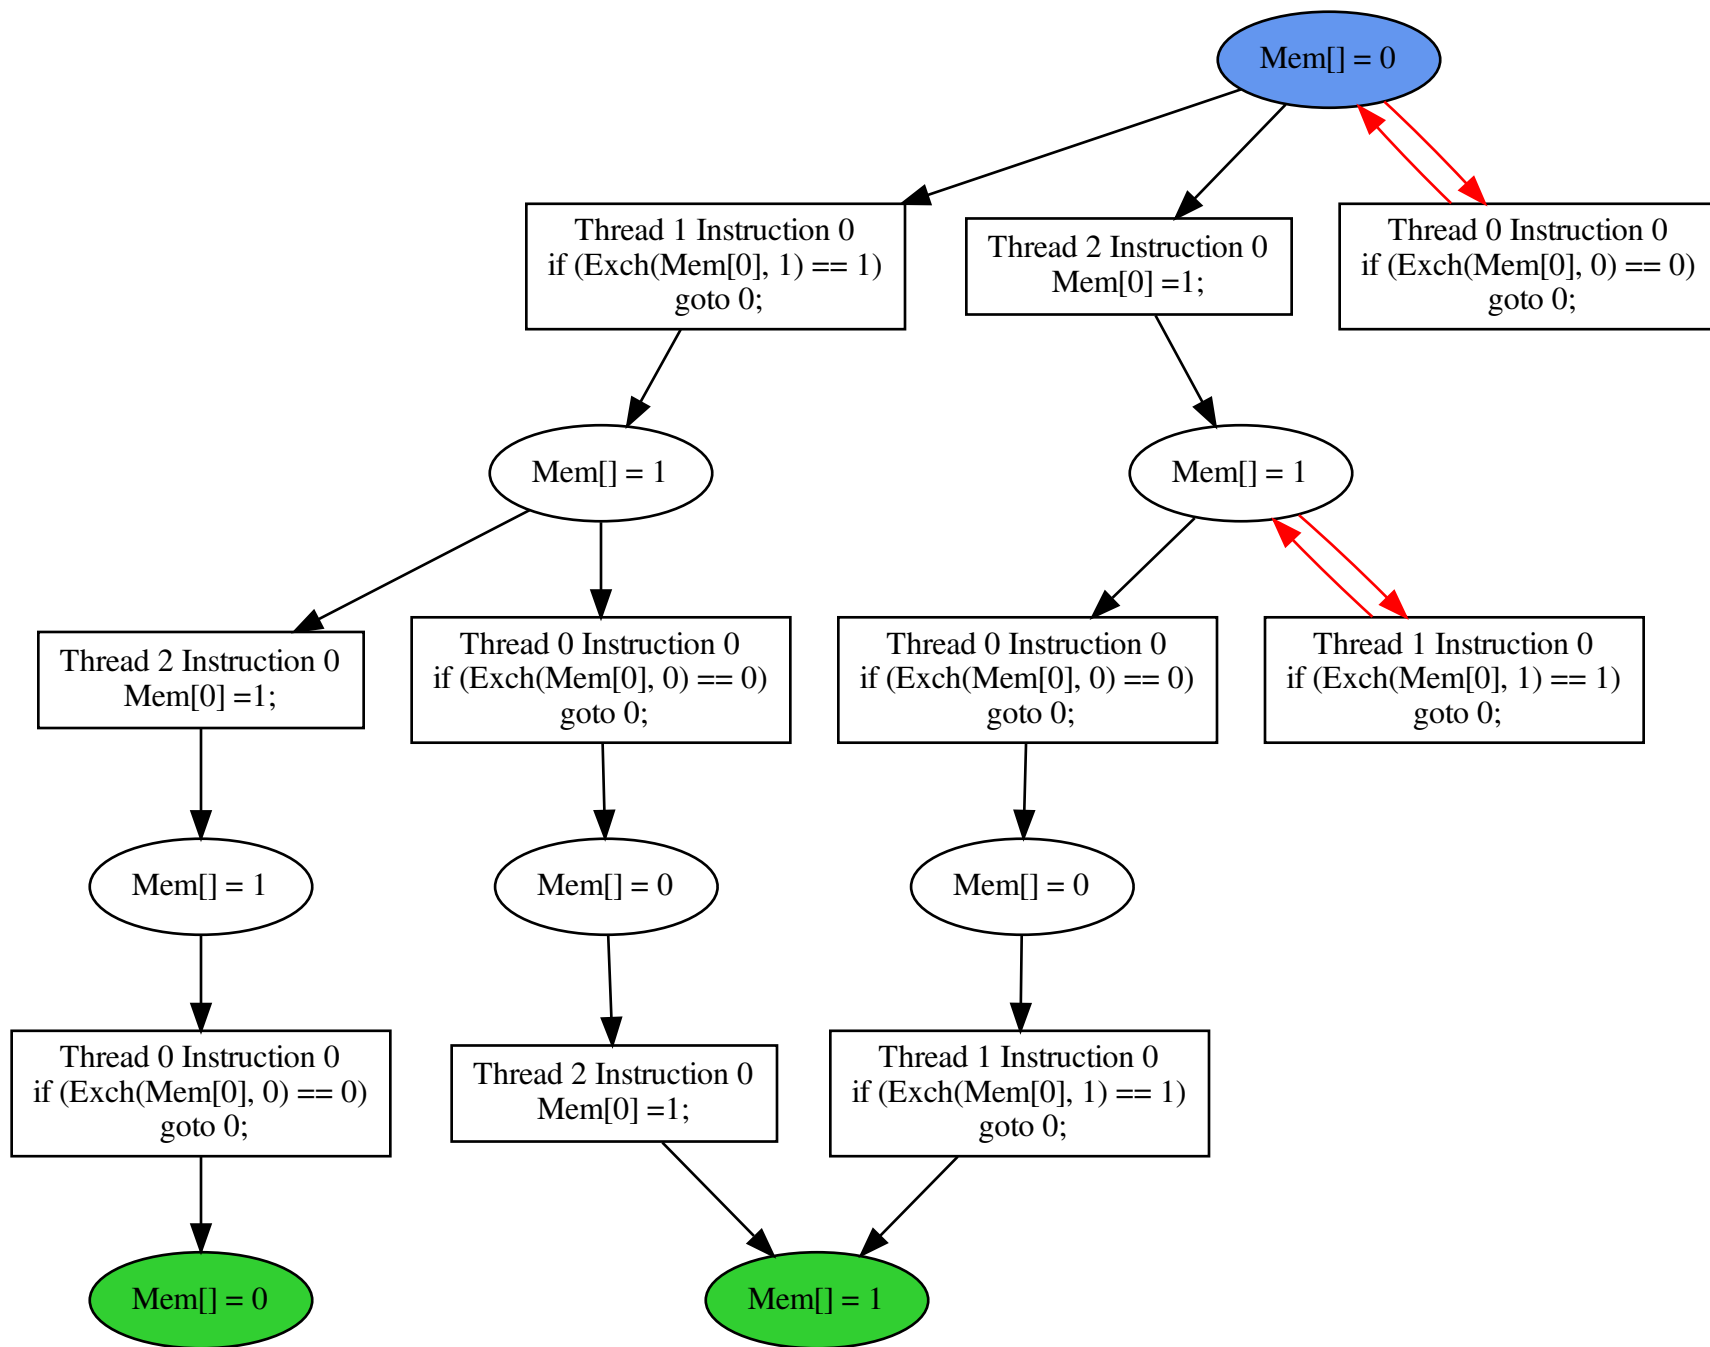 Mem[] = 0
Thread 1 Instruction 0
if (Exch(Mem[0], 1) == 1)
goto 0;
Thread 2 Instruction 0
Mem[0] =1;
Thread 0 Instruction 0
if (Exch(Mem[0], 0) == 0)
goto 0;
Mem[] = 1
Mem[] = 1
Thread 2 Instruction 0
Mem[0] =1;
Thread 0 Instruction 0
if (Exch(Mem[0], 0) == 0)
goto 0;
Thread 0 Instruction 0
if (Exch(Mem[0], 0) == 0)
goto 0;
Thread 1 Instruction 0
if (Exch(Mem[0], 1) == 1)
goto 0;
Mem[] = 1
Mem[] = 0
Mem[] = 0
Thread 0 Instruction 0
if (Exch(Mem[0], 0) == 0)
goto 0;
Thread 2 Instruction 0
Mem[0] =1;
Thread 1 Instruction 0
if (Exch(Mem[0], 1) == 1)
goto 0;
Mem[] = 0
Mem[] = 1